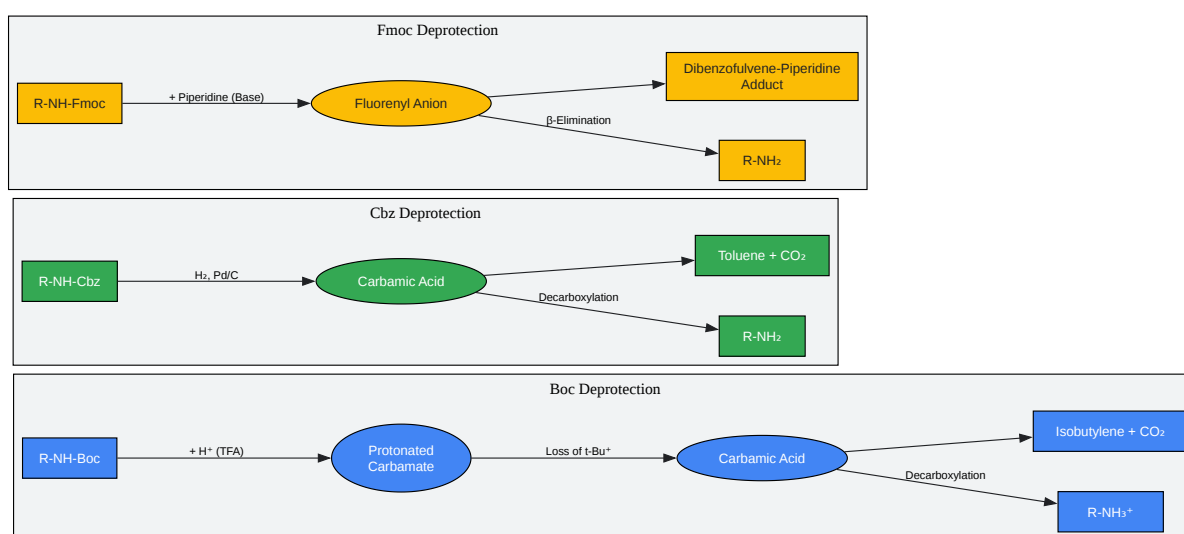 Fmoc Deprotection
R-NH-Fmoc
+ Piperidine (Base)
Fluorenyl Anion
Dibenzofulvene-Piperidine
Adduct
β-Elimination
R-NH₂
Cbz Deprotection
R-NH-Cbz
H₂, Pd/C
Carbamic Acid
Toluene + CO₂
Decarboxylation
R-NH₂
Boc Deprotection
R-NH-Boc
+ H⁺ (TFA)
Protonated
Carbamate
Loss of t-Bu⁺
Carbamic Acid
Isobutylene + CO₂
Decarboxylation
R-NH₃⁺